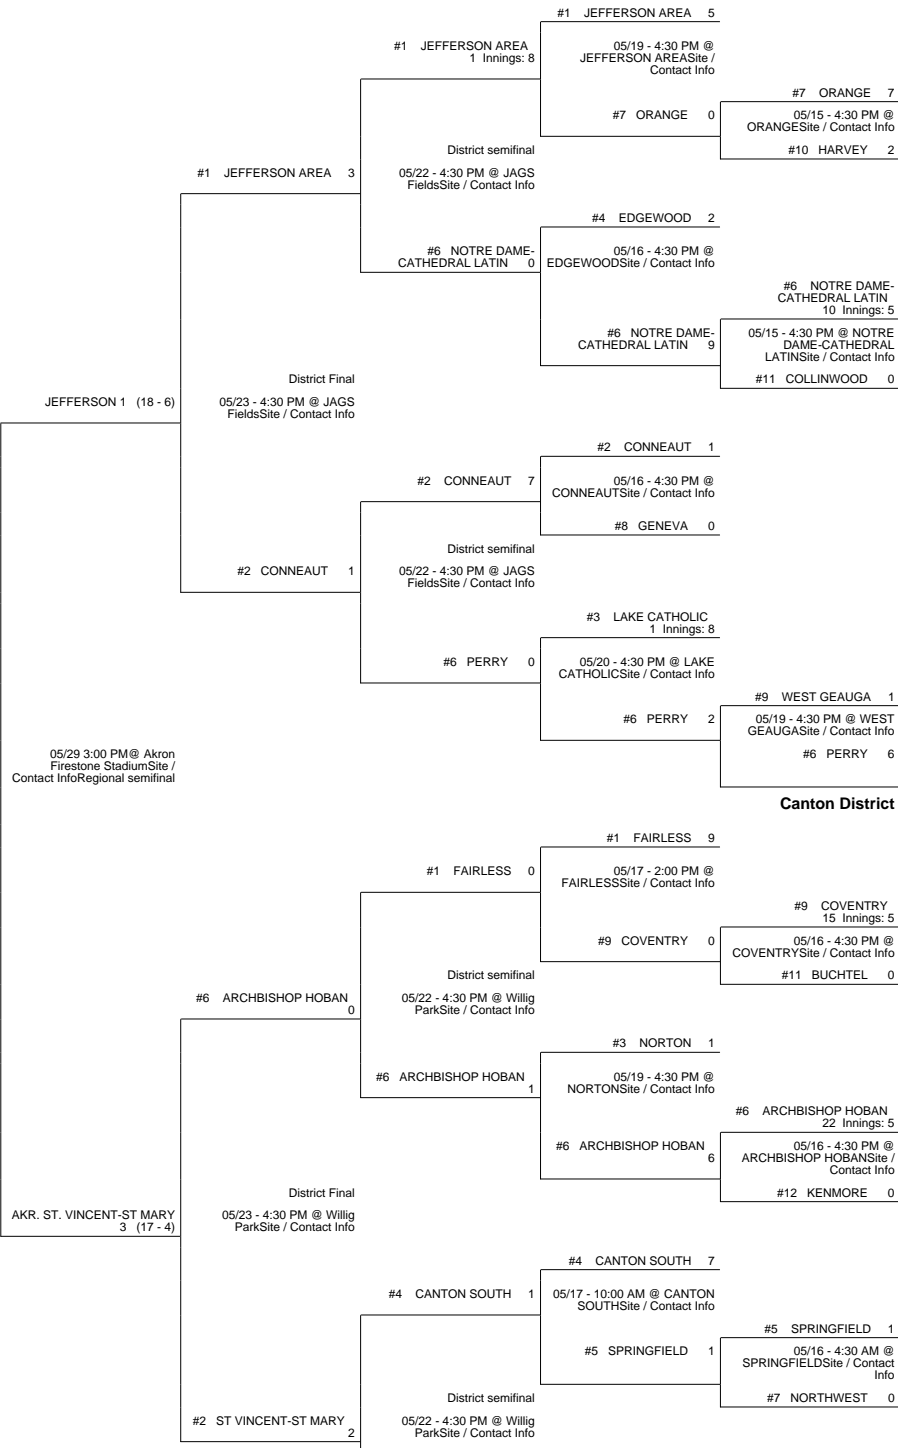 #1 JEFFERSON AREA 5
#1 JEFFERSON AREA
1 Innings: 8
05/19 - 4:30 PM @
JEFFERSON AREASite /
Contact Info
#7 ORANGE 7
#7 ORANGE 0
05/15 - 4:30 PM @
ORANGESite / Contact Info
#10 HARVEY 2
District semifinal
05/22 - 4:30 PM @ JAGS
FieldsSite / Contact Info
#1 JEFFERSON AREA 3
#4 EDGEWOOD 2
#6 NOTRE DAME-
CATHEDRAL LATIN 0
05/16 - 4:30 PM @
EDGEWOODSite / Contact Info
#6 NOTRE DAME-
CATHEDRAL LATIN
10 Innings: 5
#6 NOTRE DAME-
CATHEDRAL LATIN 9
05/15 - 4:30 PM @ NOTRE
DAME-CATHEDRAL
LATINSite / Contact Info
#11 COLLINWOOD 0
District Final
05/23 - 4:30 PM @ JAGS
FieldsSite / Contact Info
JEFFERSON 1 (18 - 6)
#2 CONNEAUT 1
#2 CONNEAUT 7
05/16 - 4:30 PM @
CONNEAUTSite / Contact Info
#8 GENEVA 0
District semifinal
05/22 - 4:30 PM @ JAGS
FieldsSite / Contact Info
#2 CONNEAUT 1
#3 LAKE CATHOLIC
1 Innings: 8
#6 PERRY 0
05/20 - 4:30 PM @ LAKE
CATHOLICSite / Contact Info
#9 WEST GEAUGA 1
#6 PERRY 2
05/19 - 4:30 PM @ WEST
GEAUGASite / Contact Info
#6 PERRY 6
05/29 3:00 PM@ Akron
Firestone StadiumSite /
Contact InfoRegional semifinal
Canton District
#1 FAIRLESS 9
#1 FAIRLESS 0
05/17 - 2:00 PM @
FAIRLESSSite / Contact Info
#9 COVENTRY
15 Innings: 5
#9 COVENTRY 0
05/16 - 4:30 PM @
COVENTRYSite / Contact Info
#11 BUCHTEL 0
District semifinal
05/22 - 4:30 PM @ Willig
ParkSite / Contact Info
#6 ARCHBISHOP HOBAN
0
#3 NORTON 1
#6 ARCHBISHOP HOBAN
1
05/19 - 4:30 PM @
NORTONSite / Contact Info
#6 ARCHBISHOP HOBAN
22 Innings: 5
#6 ARCHBISHOP HOBAN
6
05/16 - 4:30 PM @
ARCHBISHOP HOBANSite /
Contact Info
#12 KENMORE 0
District Final
05/23 - 4:30 PM @ Willig
ParkSite / Contact Info
AKR. ST. VINCENT-ST MARY
3 (17 - 4)
#4 CANTON SOUTH 7
#4 CANTON SOUTH 1
05/17 - 10:00 AM @ CANTON
SOUTHSite / Contact Info
#5 SPRINGFIELD 1
#5 SPRINGFIELD 1
05/16 - 4:30 AM @
SPRINGFIELDSite / Contact
Info
#7 NORTHWEST 0
District semifinal
05/22 - 4:30 PM @ Willig
ParkSite / Contact Info
#2 ST VINCENT-ST MARY
2